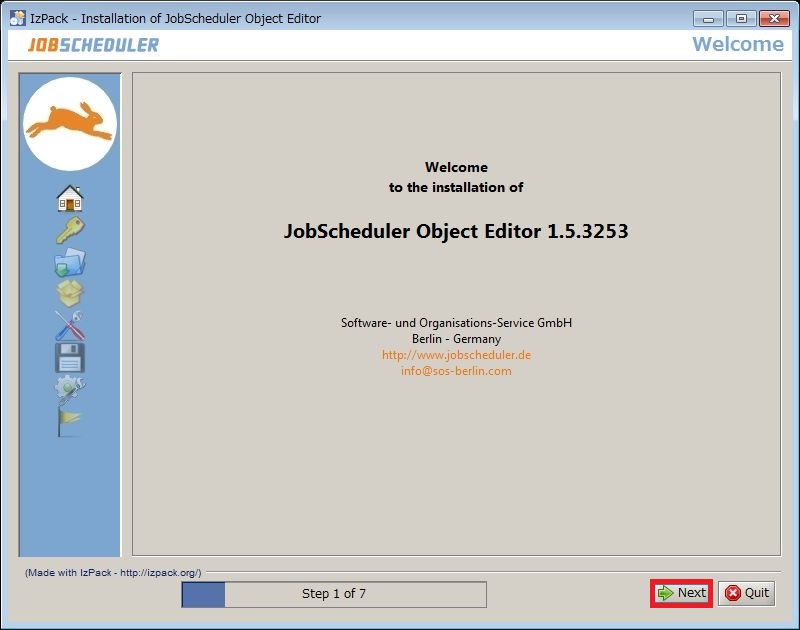 IzPack - Installation of JobScheduler Object Editor
JOBSCHEDULER
Welcome
Welcome
to the installation of
JobScheduler Object Editor 1.5.3253
Software- und Organisations-Service GmbH
Berlin - Germany
http://www.jobscheduler.de
info@sos-berlin.com
(Made with IzPack - http://izpack.org/)
Step 1 of 7
Next
Quit